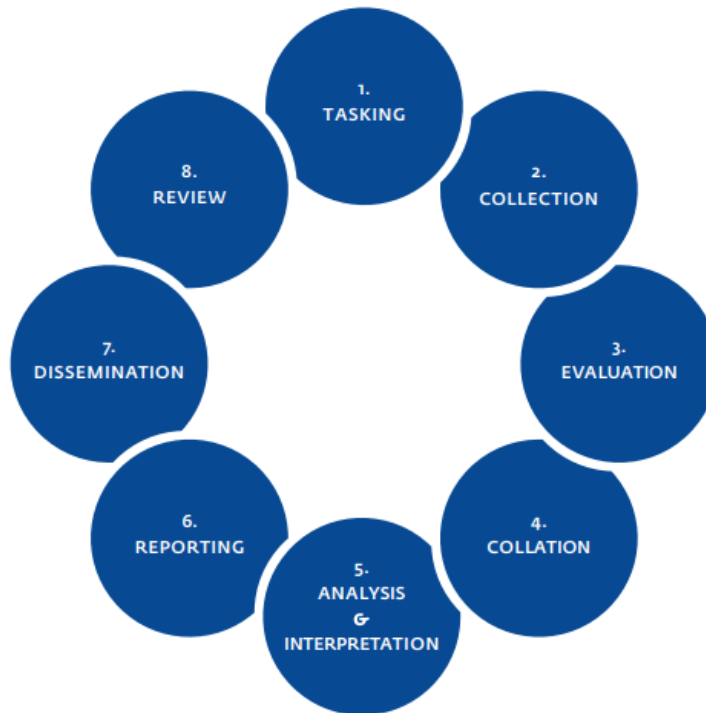 1.
TASKING
2.
COLLECTION
3.
EVALUATION
4.
COLLATION
5.
ANALYSIS
&
INTERPRETATION
6.
REPORTING
7.
DISSEMINATION
8.
REVIEW